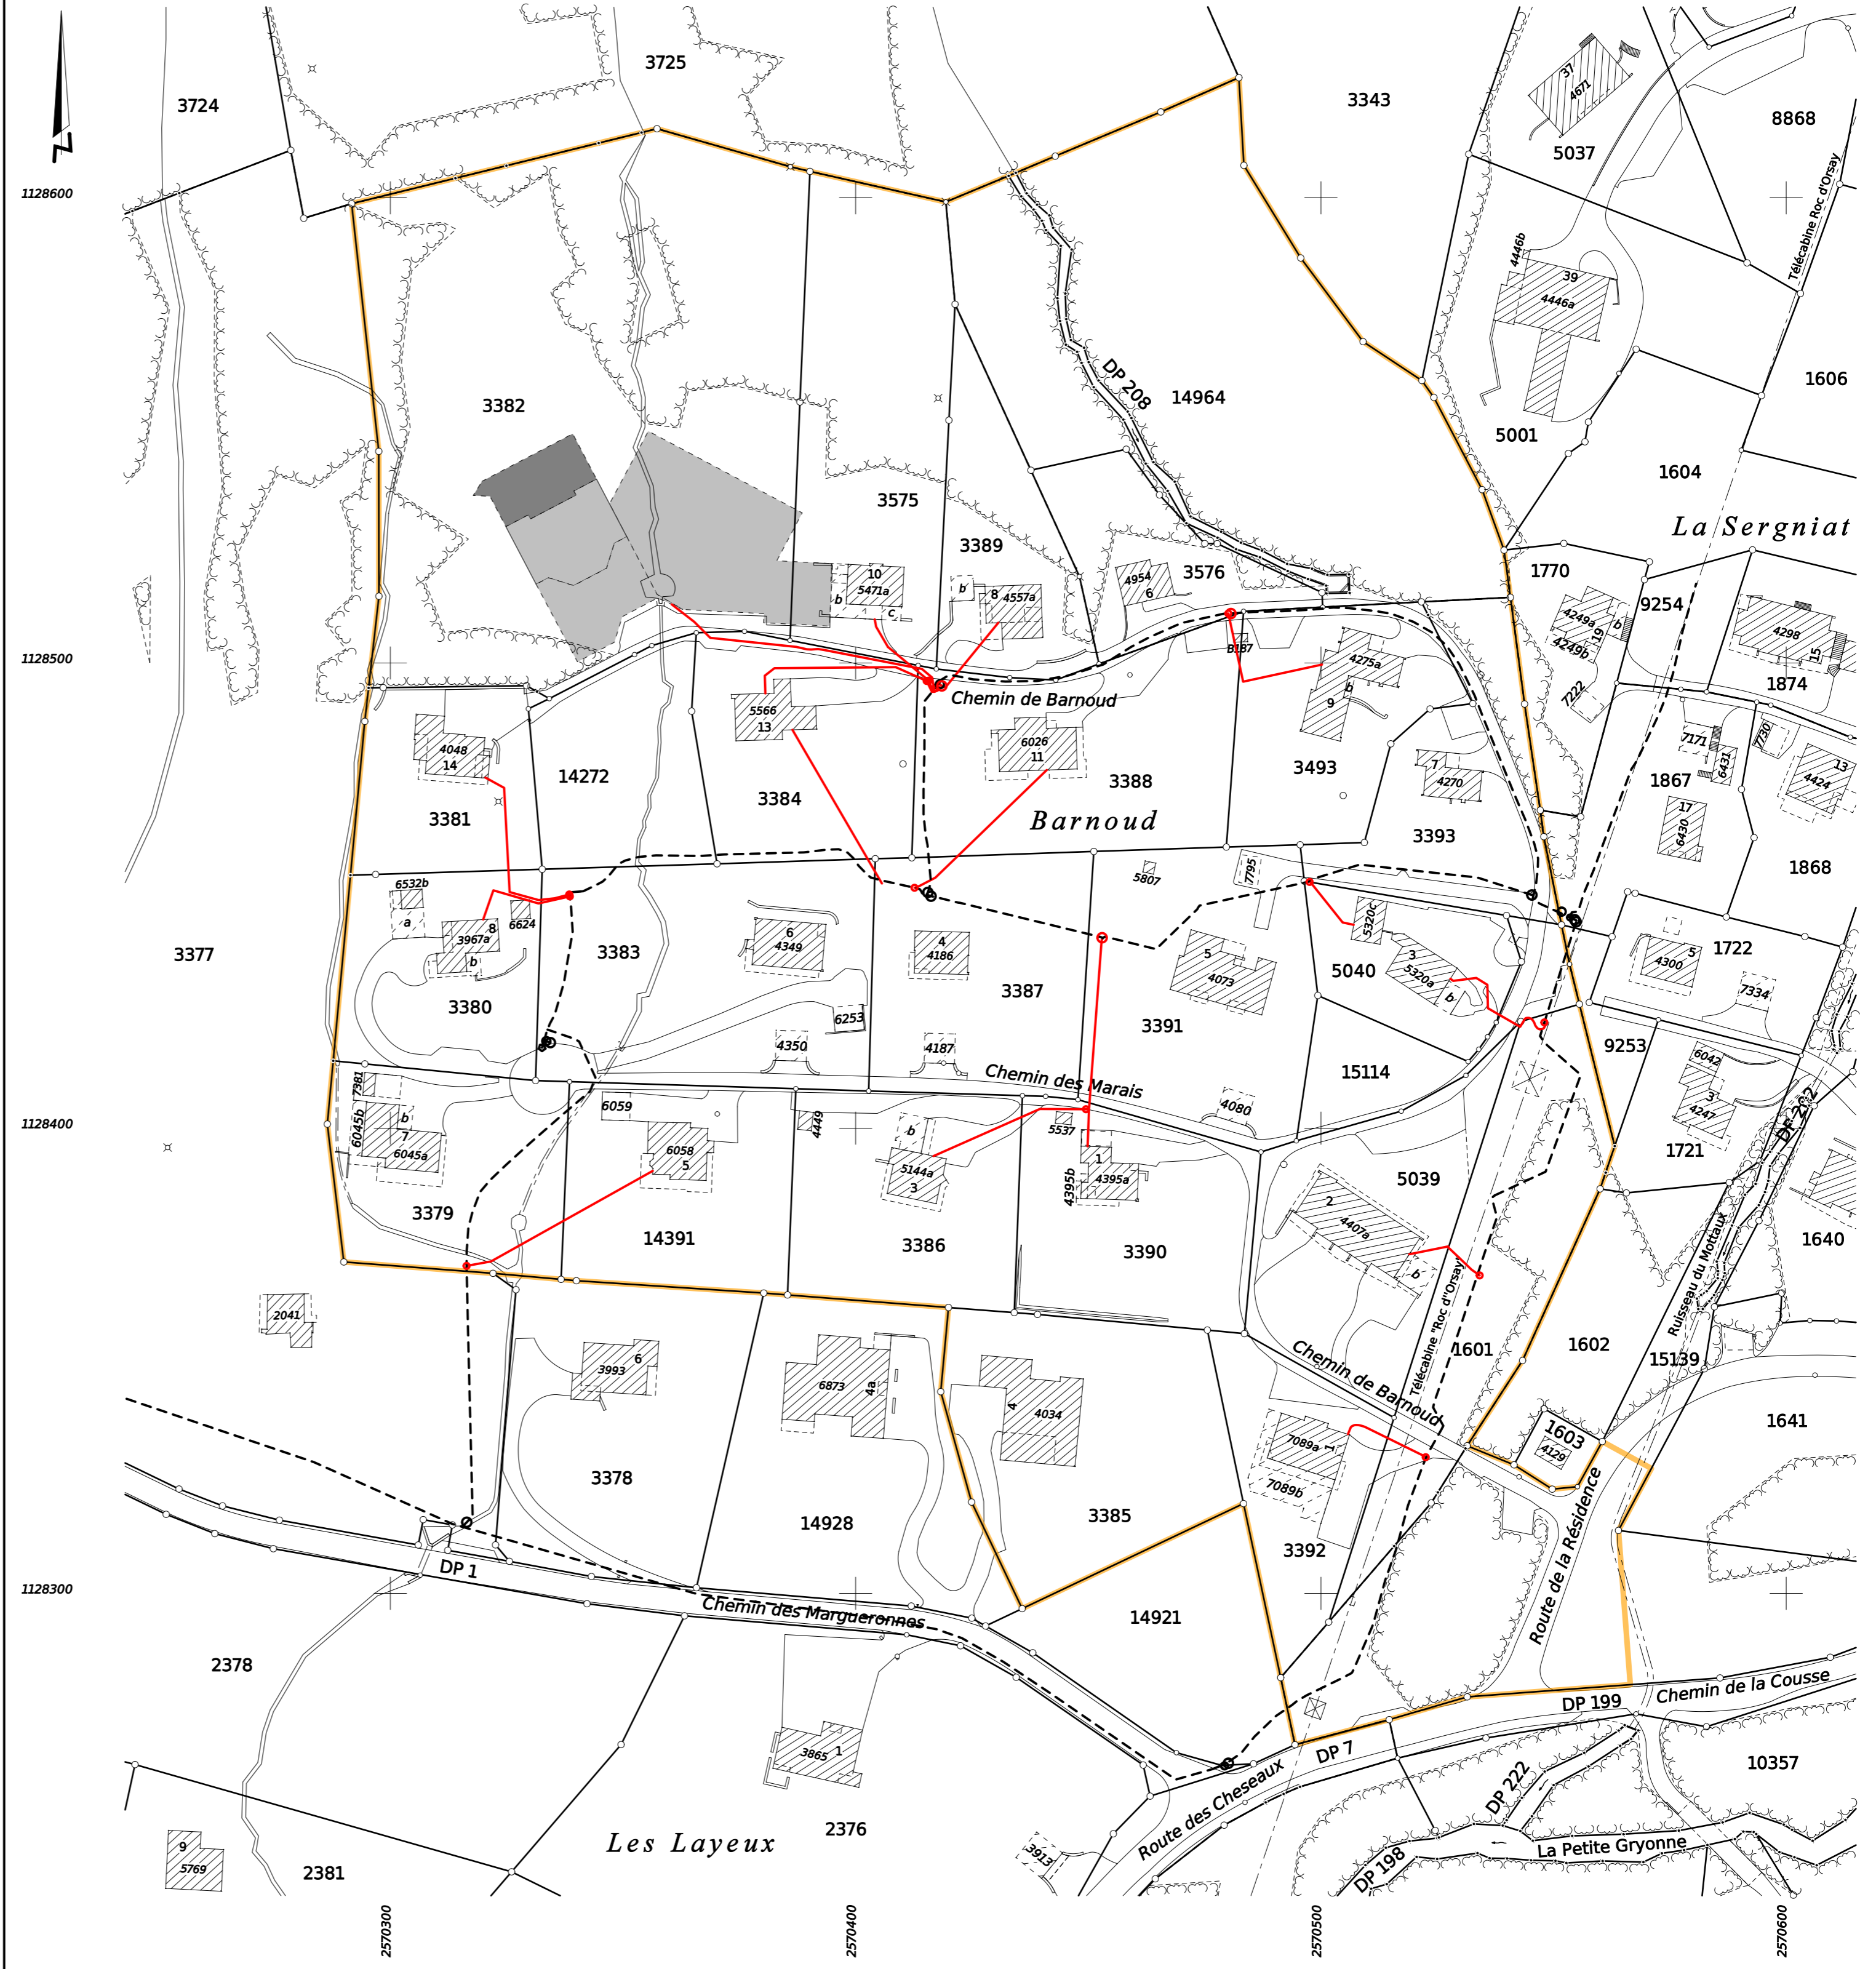 3725
3724
3343
37
4671
8868
5037
Télécabine Roc d'Orsay
1128600
4446b
39
4446a
DP 208
3382
14964
1606
5001
1604
3575
La Sergniat
3389
3576
1770
10
5471a
b
c
b
8
4557a
4954
6
9254
4249a
b
19
4249b
4298
15
1128500
B187
4275a
b
9
1874
7222
Chemin de Barnoud
5566
13
6026
11
4048
14
7171
7730
6431
13
4424
14272
3493
7
4270
1867
3384
3388
3381
Barnoud
3393
17
6430
1868
5807
7795
6532b
a
6624
5320c
8
3967a
b
6
4349
4
4186
5
4073
3
5320a
b
5
4300
1722
3377
3383
5040
7334
3380
3387
6253
3391
4350
4187
9253
6042
Chemin des Marais
15114
7381
3
4247
6059
4449
4080
DP 202
1128400
6045b
b
7
6045a
b
5537
6058
5
5144a
3
1
4395a
4395b
1721
5039
2
4407a
b
3379
14391
3386
3390
1640
Ruisseau du Mottaux
Télécabine "Roc d"Orsay"
2041
3993
6
6873
4a
4
4034
Chemin de Barnoud
1601
1602
15139
1641
1603
4129
7089a
1
7089b
3378
14928
3385
3392
Route de la Résidence
DP 1
1128300
Chemin des Margueronnes
14921
2378
Chemin de la Cousse
DP 199
DP 7
3865
1
10357
DP 222
Route des Cheseaux
Les Layeux
2376
La Petite Gryonne
3913
DP 198
9
5769
2381
2570300
2570400
2570500
2570600